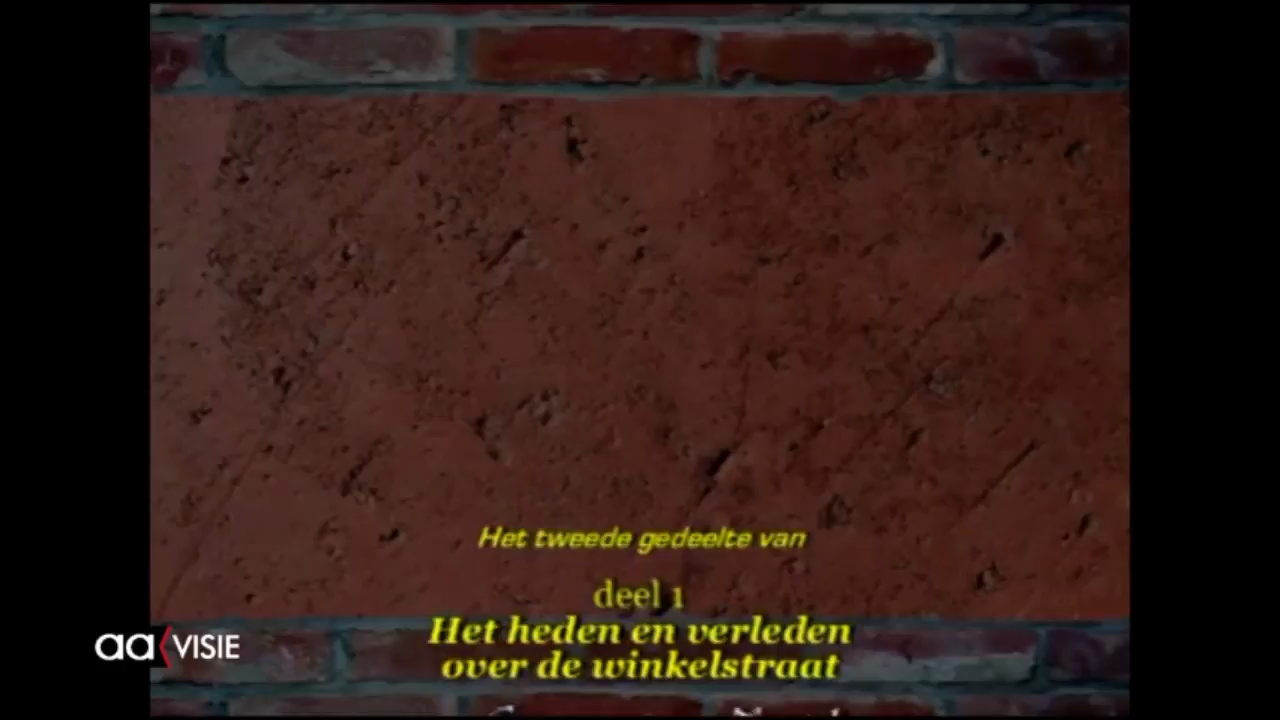 Het tweede gedeelte van
deel 1
Het heden en verleden
over de winkelstraat
aa VISIE